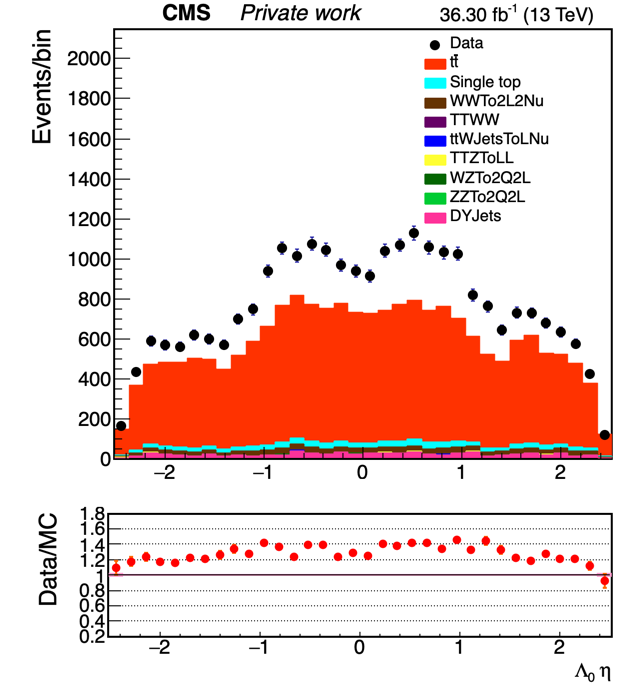 CMS Private work 36.30 fb⁻¹ (13 TeV)
Events/bin
2000
1800
1600
1400
1200
1000
800
600
400
200
0
Data
tt̄
Single top
WWTo2L2Nu
TTWW
ttWJetsToLNu
TTZToLL
WZTo2Q2L
ZZTo2Q2L
DYJets
−2 −1 0 1 2
Data/MC
1.8
1.6
1.4
1.2
1
0.8
0.6
0.4
0.2
−2 −1 0 1 2
Λ₀ η